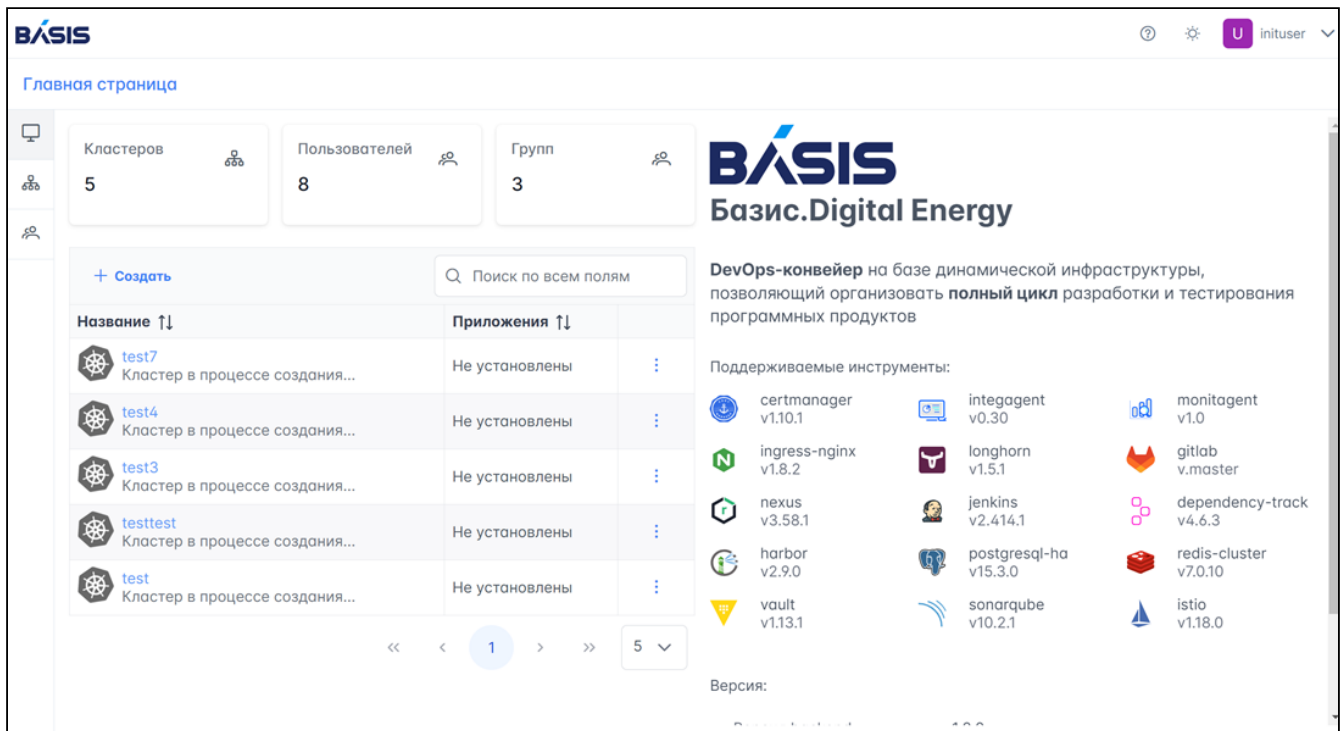 BÁSIS
U inituser
Главная страница
Кластеров
5
Пользователей
8
Групп
3
+ Создать
Поиск по всем полям
Название
Приложения
test7
Кластер в процессе создания...
Не установлены
test4
Кластер в процессе создания...
Не установлены
test3
Кластер в процессе создания...
Не установлены
testtest
Кластер в процессе создания...
Не установлены
test
Кластер в процессе создания...
Не установлены
<< < 1 > >> 5
BÁSIS
Базис.Digital Energy
DevOps-конвейер на базе динамической инфраструктуры,
позволяющий организовать полный цикл разработки и тестирования
программных продуктов
Поддерживаемые инструменты:
certmanager
v1.10.1
integagent
v0.30
monitagent
v1.0
ingress-nginx
v1.8.2
longhorn
v1.5.1
gitlab
v.master
nexus
v3.58.1
jenkins
v2.414.1
dependency-track
v4.6.3
harbor
v2.9.0
postgresql-ha
v15.3.0
redis-cluster
v7.0.10
vault
v1.13.1
sonarqube
v10.2.1
istio
v1.18.0
Версия: